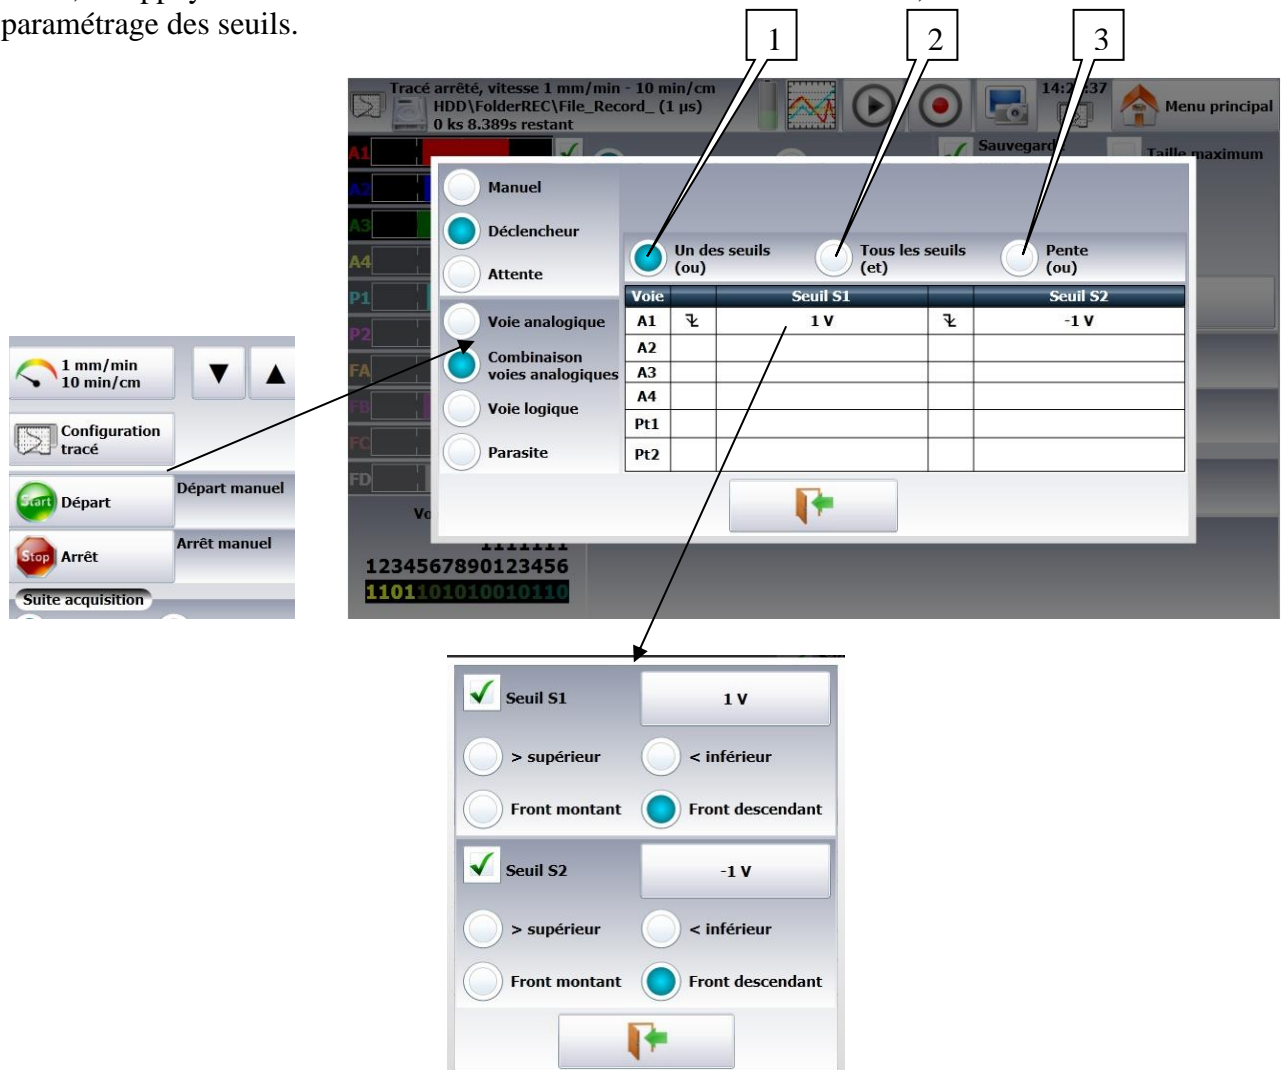 paramétrage des seuils.
1
2
3
Tracé arrêté, vitesse 1 mm/min - 10 min/cm
HDD\FolderREC\File_Record_ (1 µs)
0 ks 8.389s restant
Menu principal
A1
A2
A3
A4
P1
P2
FA
FB
FC
FD
Taille maximum
Manuel
Déclencheur
Attente
Voie analogique
Combinaison
voies analogiques
Voie logique
Parasite
Un des seuils
(ou)
Tous les seuils
(et)
Pente
(ou)
Voie Seuil S1 Seuil S2
A1 1 V -1 V
A2
A3
A4
Pt1
Pt2
1234567890123456
1101101010010110
1 mm/min
10 min/cm
Configuration
tracé
Start Départ Départ manuel
Stop Arrêt Arrêt manuel
Suite acquisition
Seuil S1 1 V
> supérieur < inférieur
Front montant Front descendant
Seuil S2 -1 V
> supérieur < inférieur
Front montant Front descendant